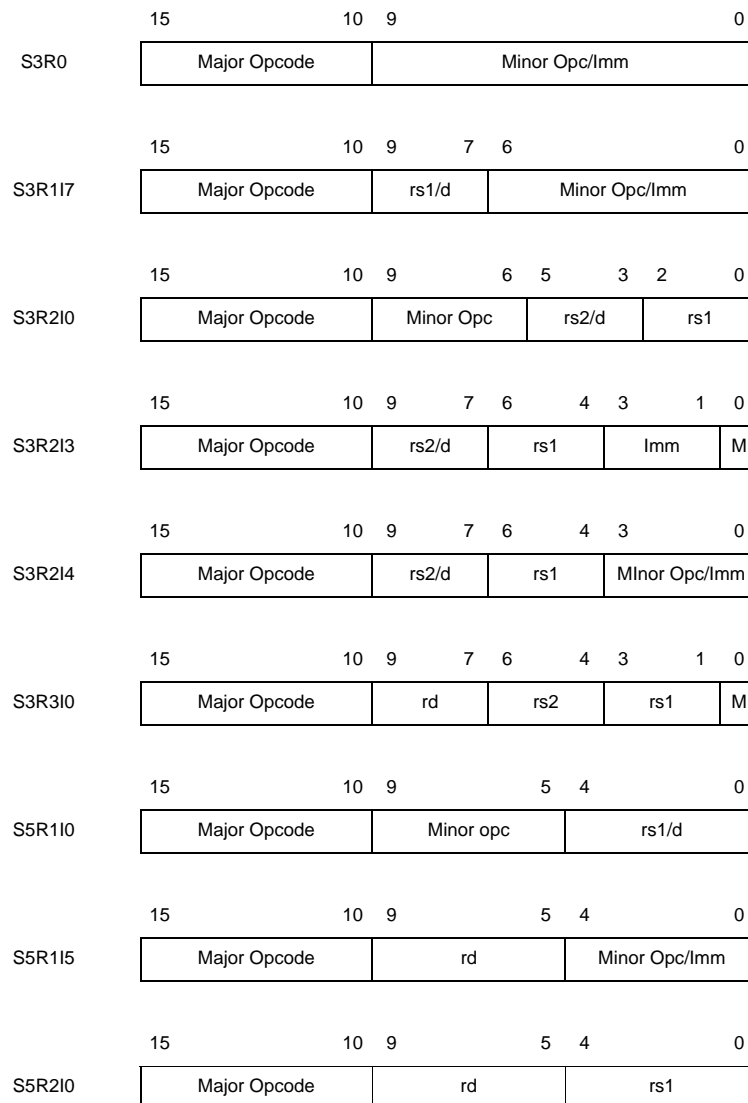 15 10 9 0
S3R0 Major Opcode Minor Opc/Imm
15 10 9 7 6 0
S3R1I7 Major Opcode rs1/d Minor Opc/Imm
15 10 9 6 5 3 2 0
S3R2I0 Major Opcode Minor Opc rs2/d rs1
15 10 9 7 6 4 3 1 0
S3R2I3 Major Opcode rs2/d rs1 Imm M
15 10 9 7 6 4 3 0
S3R2I4 Major Opcode rs2/d rs1 MInor Opc/Imm
15 10 9 7 6 4 3 1 0
S3R3I0 Major Opcode rd rs2 rs1 M
15 10 9 5 4 0
S5R1I0 Major Opcode Minor opc rs1/d
15 10 9 5 4 0
S5R1I5 Major Opcode rd Minor Opc/Imm
15 10 9 5 4 0
S5R2I0 Major Opcode rd rs1